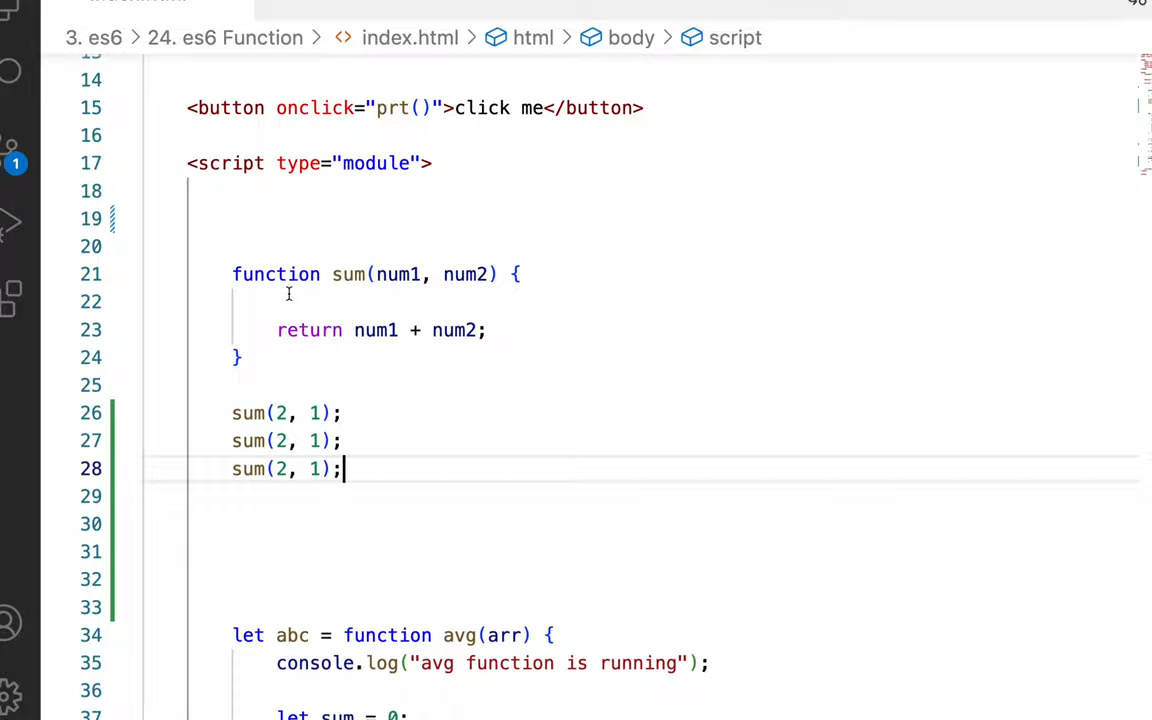 3. es6 > 24. es6 Function > <> index.html > html > body > script
14
15 <button onclick="prt()">click me</button>
16
17 <script type="module">
18
19
20
21 function sum(num1, num2) {
22
23 return num1 + num2;
24 }
25
26 sum(2, 1);
27 sum(2, 1);
28 sum(2, 1);
29
30
31
32
33
34 let abc = function avg(arr) {
35 console.log("avg function is running");
36
37 let sum = 0;
1